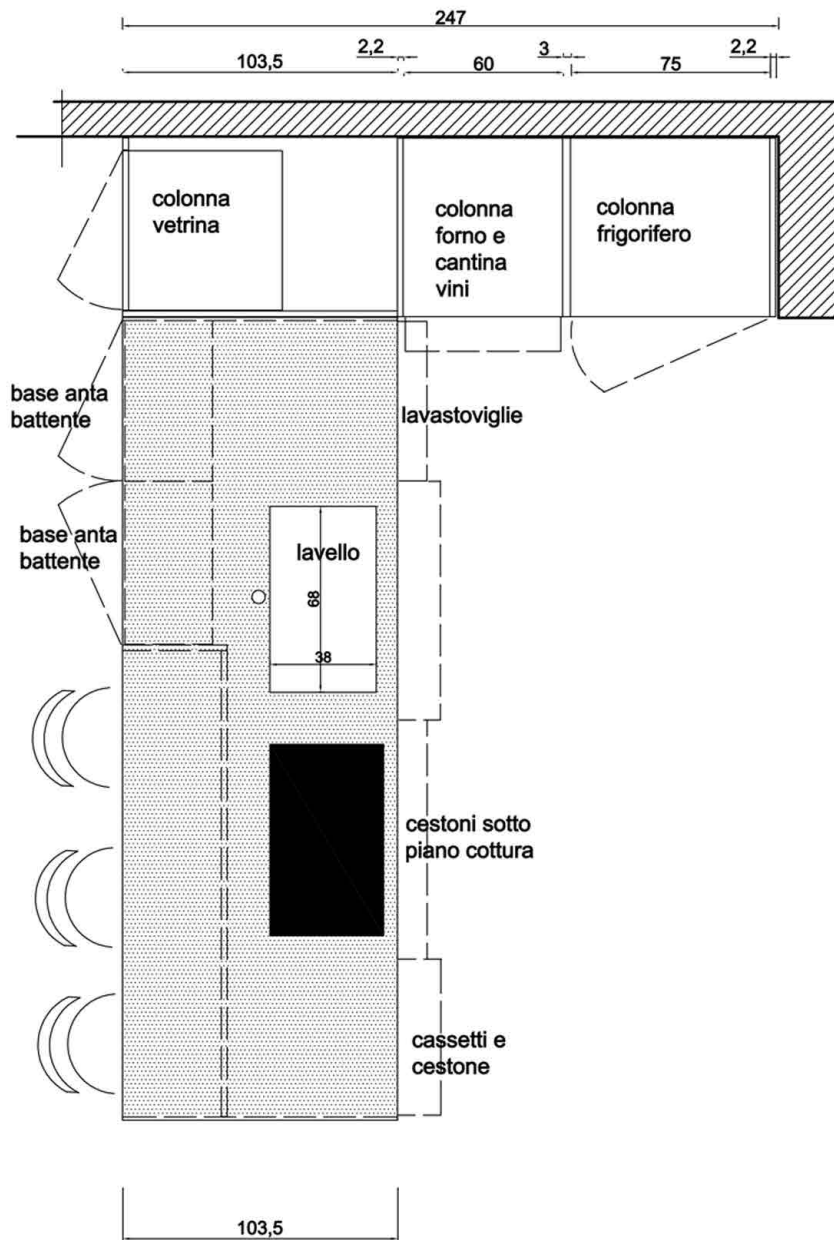 247
103,5
2,2
60
3
75
2,2
colonna
vetrina
colonna
forno e
cantina
vini
colonna
frigorifero
base anta
battente
lavastoviglie
base anta
battente
lavello
68
38
cestoni sotto
piano cottura
cassetti e
cestone
103,5